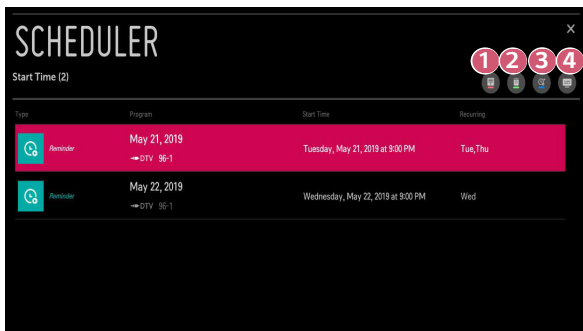 SCHEDULER
X
Start Time (2)
1 2 3 4
Type Program Start Time Recurring
Reminder May 21, 2019 Tuesday, May 21, 2019 at 9:00 PM Tue,Thu
DTV 96-1
Reminder May 22, 2019 Wednesday, May 22, 2019 at 9:00 PM Wed
DTV 96-1